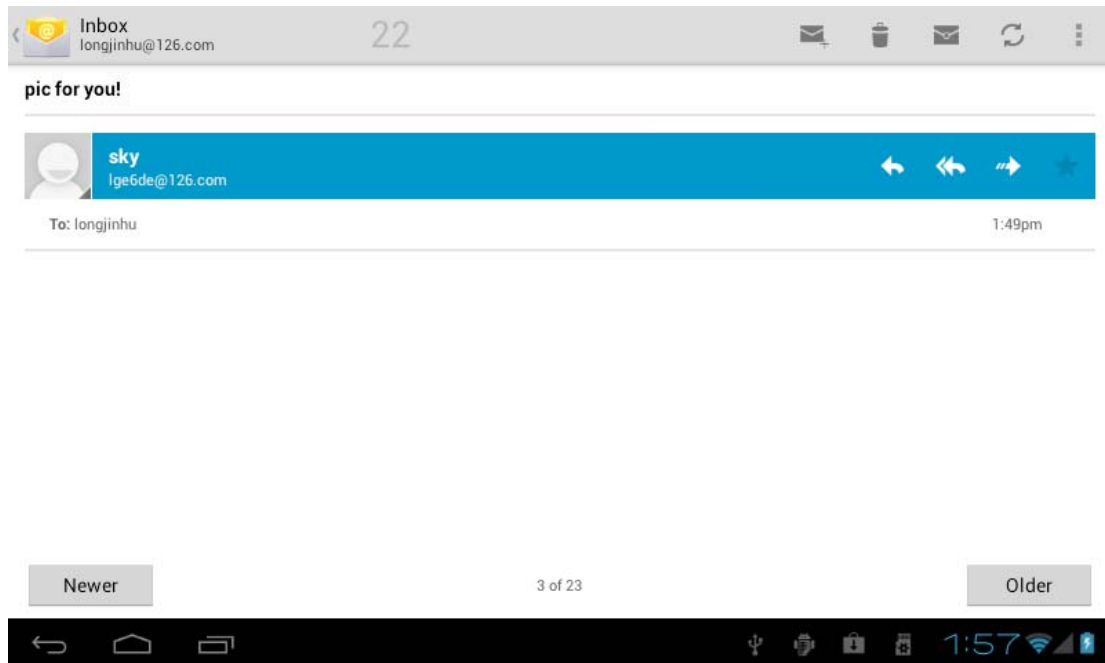 Inbox
longjinhu@126.com
22
pic for you!
sky
lge6de@126.com
To: longjinhu
1:49pm
Newer
3 of 23
Older
1:57